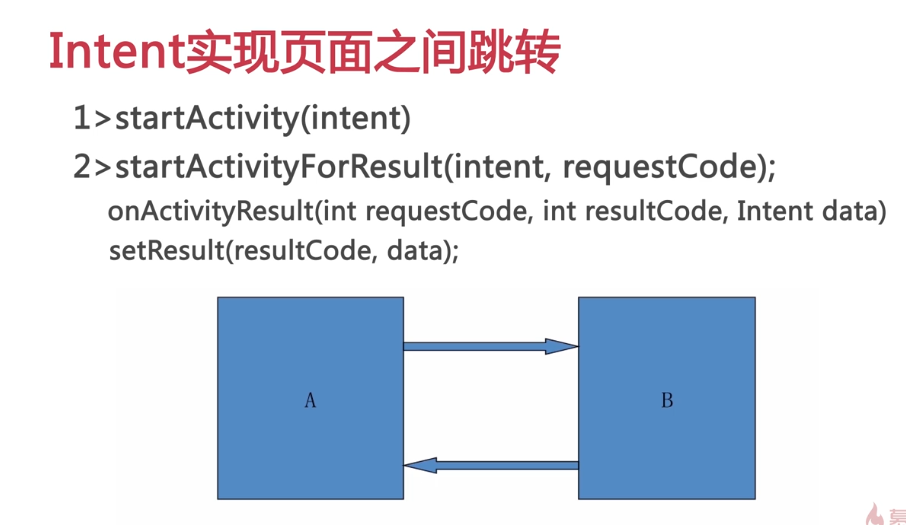 Intent实现页面之间跳转
1>startActivity(intent)
2>startActivityForResult(intent, requestCode);
onActivityResult(int requestCode, int resultCode, Intent data)
setResult(resultCode, data);
A
B